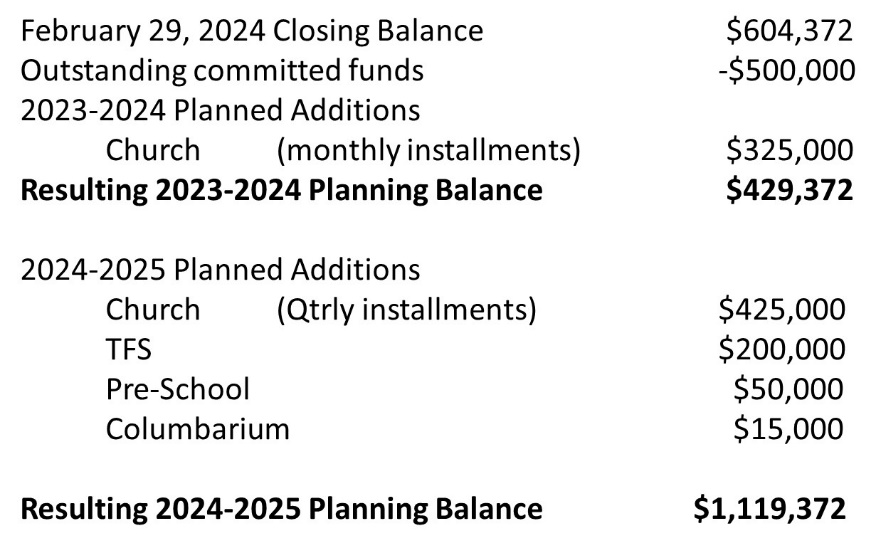 February 29, 2024 Closing Balance $604,372
Outstanding committed funds -$500,000
2023-2024 Planned Additions
Church (monthly installments) $325,000
Resulting 2023-2024 Planning Balance $429,372
2024-2025 Planned Additions
Church (Qtrly installments) $425,000
TFS $200,000
Pre-School $50,000
Columbarium $15,000
Resulting 2024-2025 Planning Balance $1,119,372